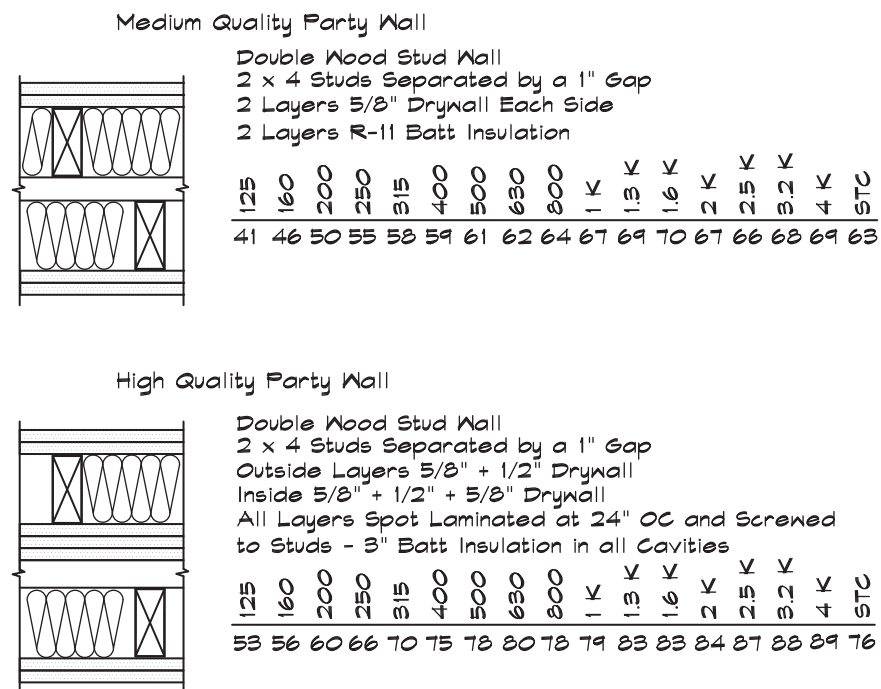 Medium Quality Party Wall
Double Wood Stud Wall
2 x 4 Studs Separated by a 1" Gap
2 Layers 5/8" Drywall Each Side
2 Layers R-11 Batt Insulation
125 160 200 250 315 400 500 630 800 1 K 1.3 K 1.6 K 2 K 2.5 K 3.2 K 4 K STC
41 46 50 55 58 59 61 62 64 67 69 70 67 66 68 69 63
High Quality Party Wall
Double Wood Stud Wall
2 x 4 Studs Separated by a 1" Gap
Outside Layers 5/8" + 1/2" Drywall
Inside 5/8" + 1/2" + 5/8" Drywall
All Layers Spot Laminated at 24" OC and Screwed
to Studs - 3" Batt Insulation in all Cavities
125 160 200 250 315 400 500 630 800 1 K 1.3 K 1.6 K 2 K 2.5 K 3.2 K 4 K STC
53 56 60 66 70 75 78 80 78 79 83 83 84 87 88 89 76